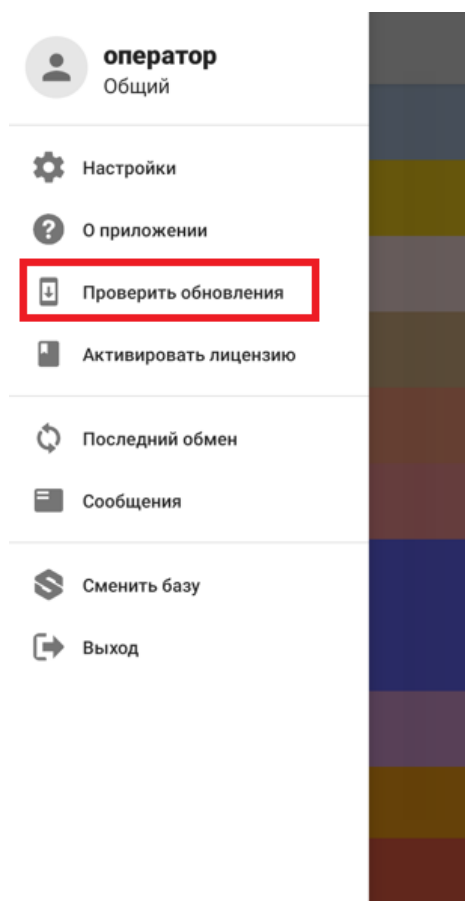 оператор
Общий
Настройки
О приложении
Проверить обновления
Активировать лицензию
Последний обмен
Сообщения
Сменить базу
Выход